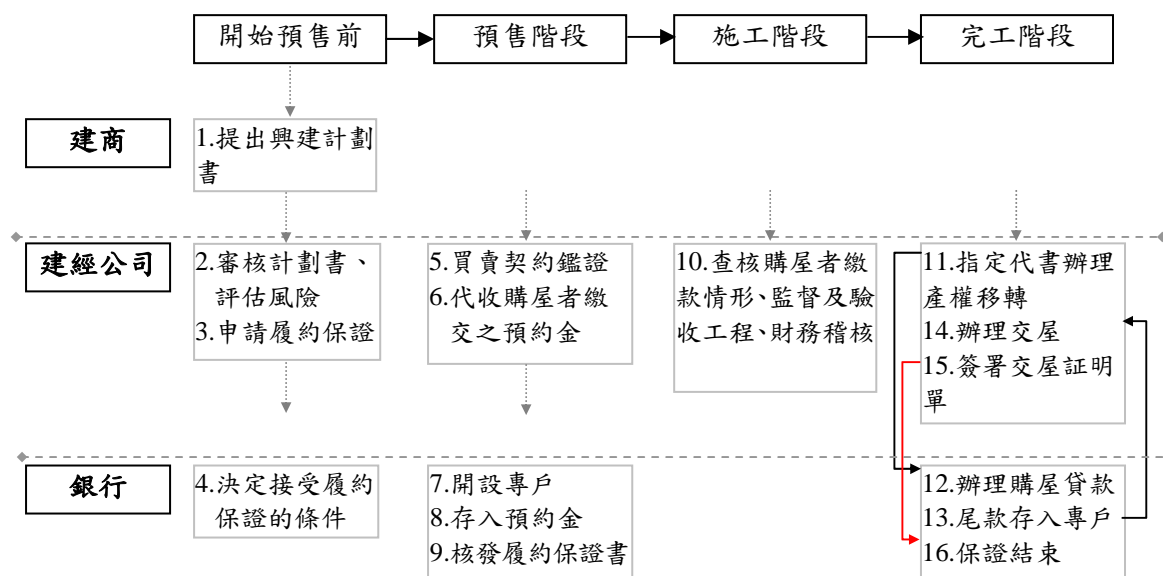 開始預售前
預售階段
施工階段
完工階段
建商
1.提出興建計劃
書
建經公司
2.審核計劃書、
評估風險
3.申請履約保證
5.買賣契約鑑證
6.代收購屋者繳
交之預約金
10.查核購屋者繳
款情形、監督及驗
收工程、財務稽核
11.指定代書辦理
產權移轉
14.辦理交屋
15.簽署交屋証明
單
銀行
4.決定接受履約
保證的條件
7.開設專戶
8.存入預約金
9.核發履約保證書
12.辦理購屋貸款
13.尾款存入專戶
16.保證結束